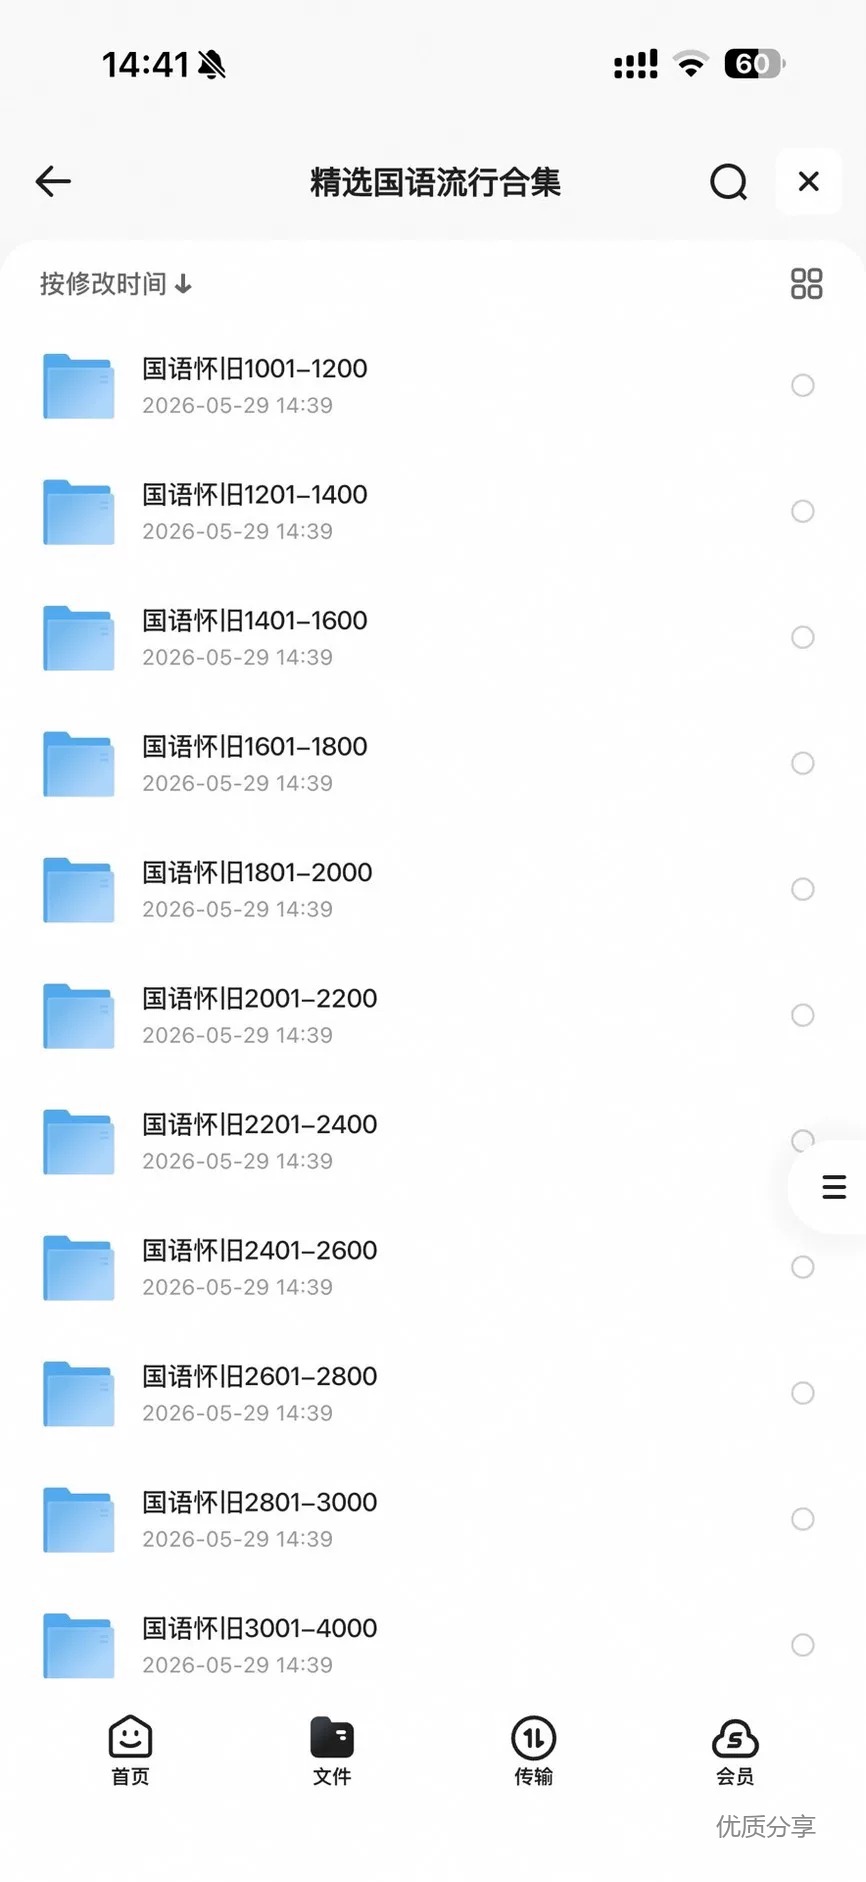 14:41
60
精选国语流行合集
按修改时间
国语怀旧1001–1200
2026-05-29 14:39
国语怀旧1201–1400
2026-05-29 14:39
国语怀旧1401–1600
2026-05-29 14:39
国语怀旧1601–1800
2026-05-29 14:39
国语怀旧1801–2000
2026-05-29 14:39
国语怀旧2001–2200
2026-05-29 14:39
国语怀旧2201–2400
2026-05-29 14:39
国语怀旧2401–2600
2026-05-29 14:39
国语怀旧2601–2800
2026-05-29 14:39
国语怀旧2801–3000
2026-05-29 14:39
国语怀旧3001–4000
2026-05-29 14:39
首页
文件
传输
会员
优质分享